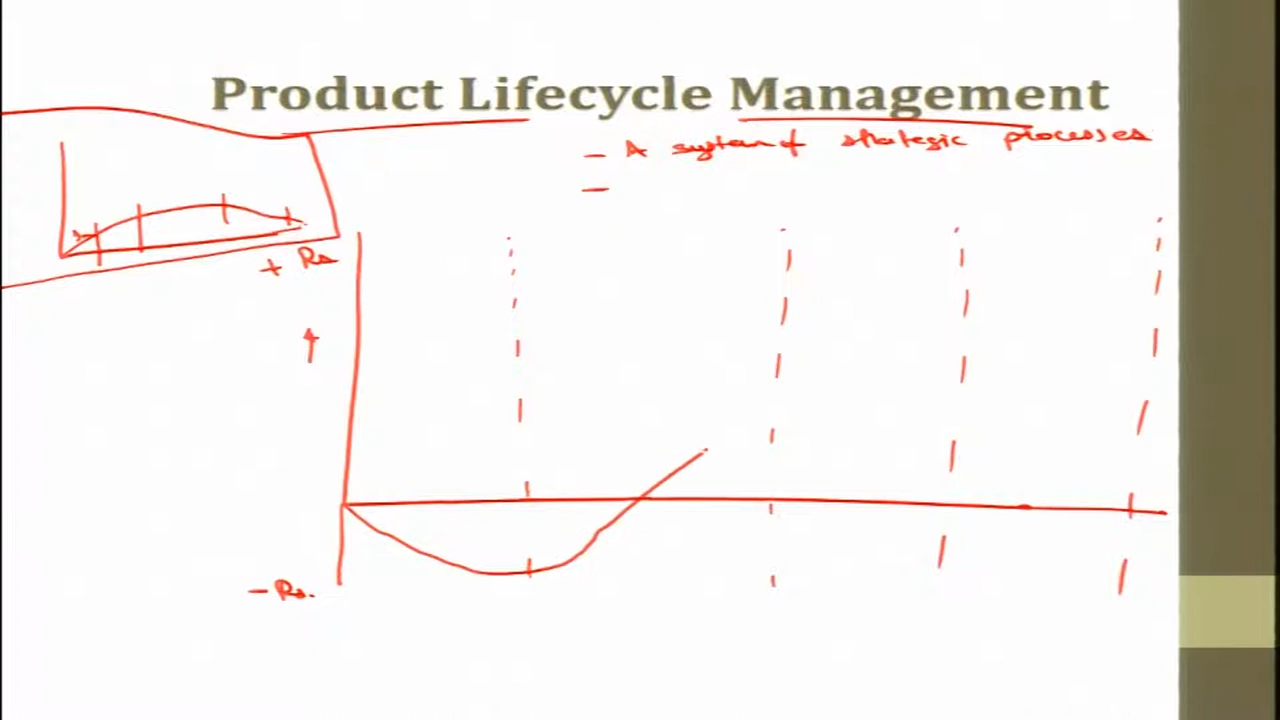 Product Lifecycle Management
- A system of strategic processes
-
+ Rs
- Rs.